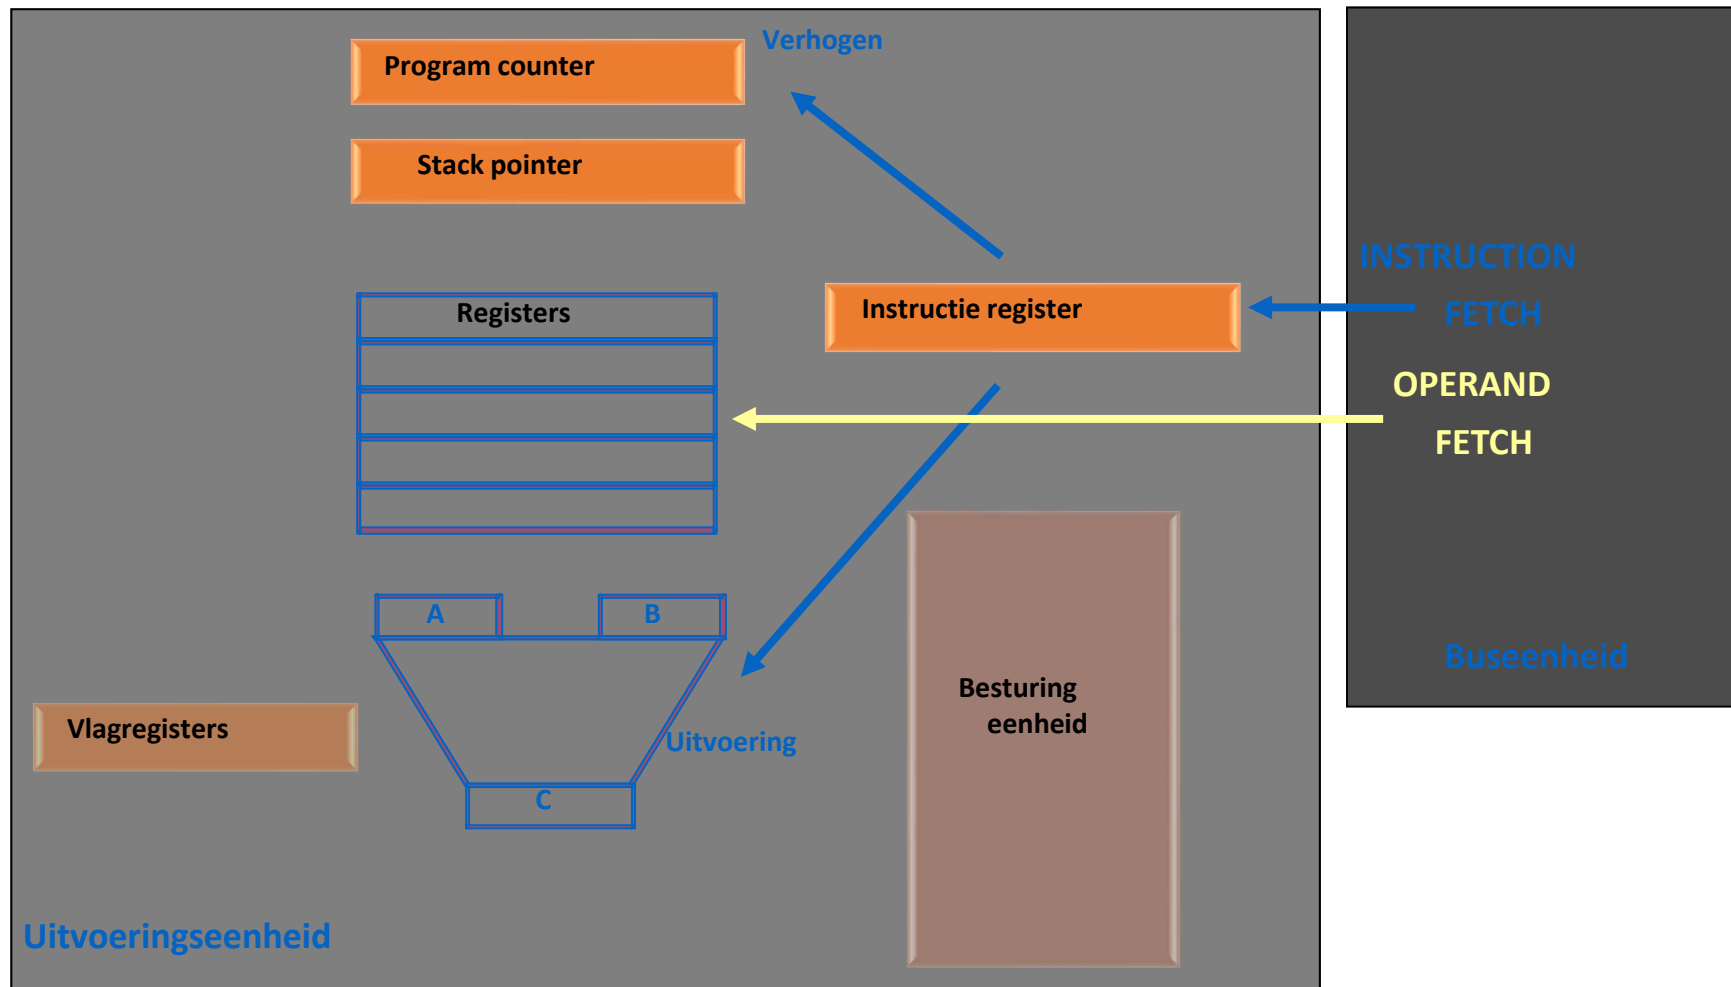 Verhogen
Program counter
Stack pointer
INSTRUCTION
FETCH
Registers
Instructie register
OPERAND
FETCH
A
B
Buseenheid
Besturing
eenheid
Vlagregisters
Uitvoering
C
Uitvoeringseenheid